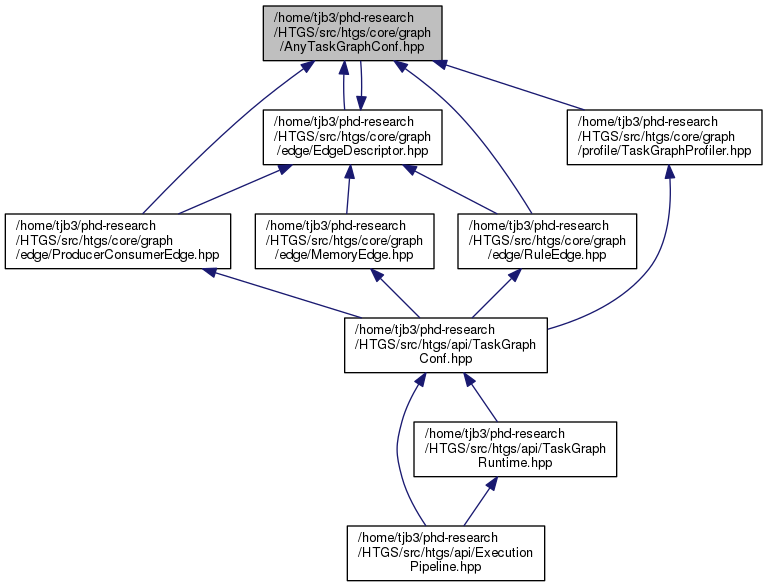 /home/tjb3/phd-research
/HTGS/src/htgs/core/graph
/AnyTaskGraphConf.hpp
/home/tjb3/phd-research
/HTGS/src/htgs/core/graph
/edge/EdgeDescriptor.hpp
/home/tjb3/phd-research
/HTGS/src/htgs/core/graph
/profile/TaskGraphProfiler.hpp
/home/tjb3/phd-research
/HTGS/src/htgs/core/graph
/edge/ProducerConsumerEdge.hpp
/home/tjb3/phd-research
/HTGS/src/htgs/core/graph
/edge/MemoryEdge.hpp
/home/tjb3/phd-research
/HTGS/src/htgs/core/graph
/edge/RuleEdge.hpp
/home/tjb3/phd-research
/HTGS/src/htgs/api/TaskGraph
Conf.hpp
/home/tjb3/phd-research
/HTGS/src/htgs/api/TaskGraph
Runtime.hpp
/home/tjb3/phd-research
/HTGS/src/htgs/api/Execution
Pipeline.hpp